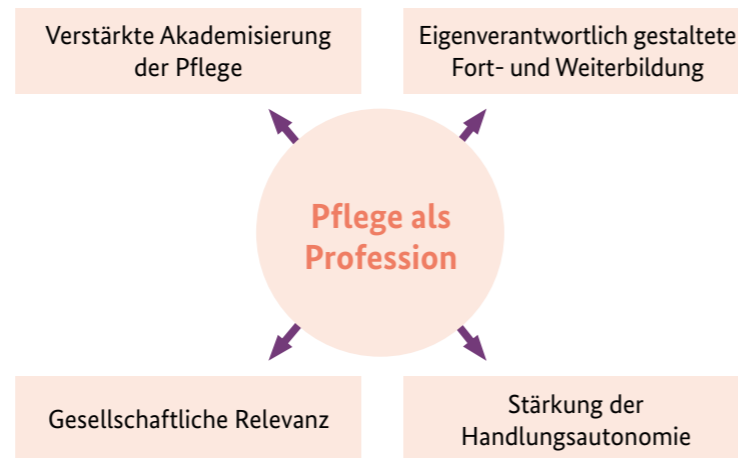 Verstärkte Akademisierung
der Pflege
Eigenverantwortlich gestaltete
Fort- und Weiterbildung
Pflege als
Profession
Gesellschaftliche Relevanz
Stärkung der
Handlungsautonomie